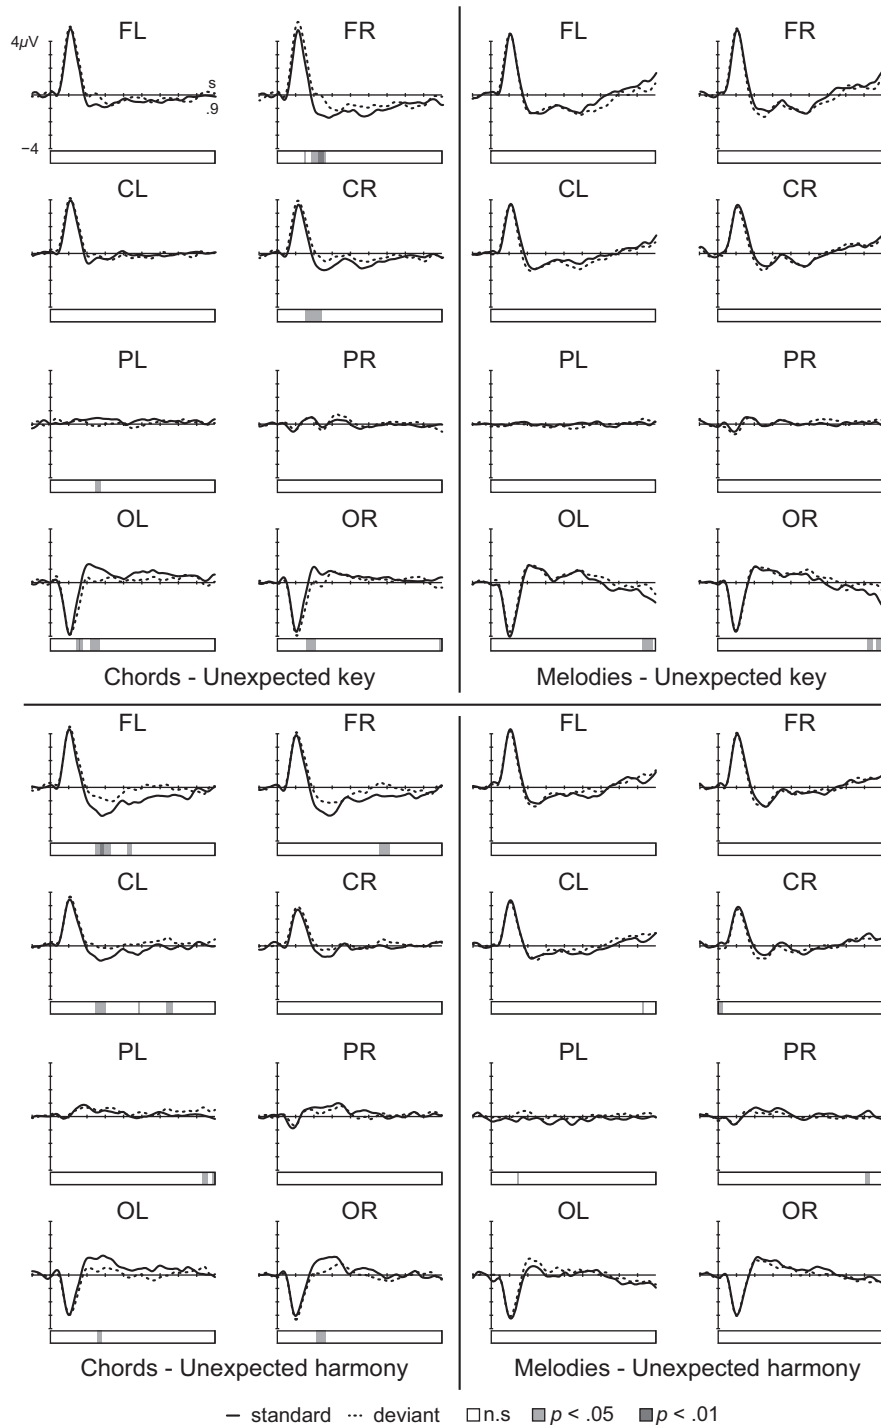 FL FR FL FR
4µV
s
.9
−4
CL CR CL CR
PL PR PL PR
OL OR OL OR
Chords - Unexpected key Melodies - Unexpected key
FL FR FL FR
CL CR CL CR
PL PR PL PR
OL OR OL OR
Chords - Unexpected harmony Melodies - Unexpected harmony
standard deviant n.s p < .05 p < .01